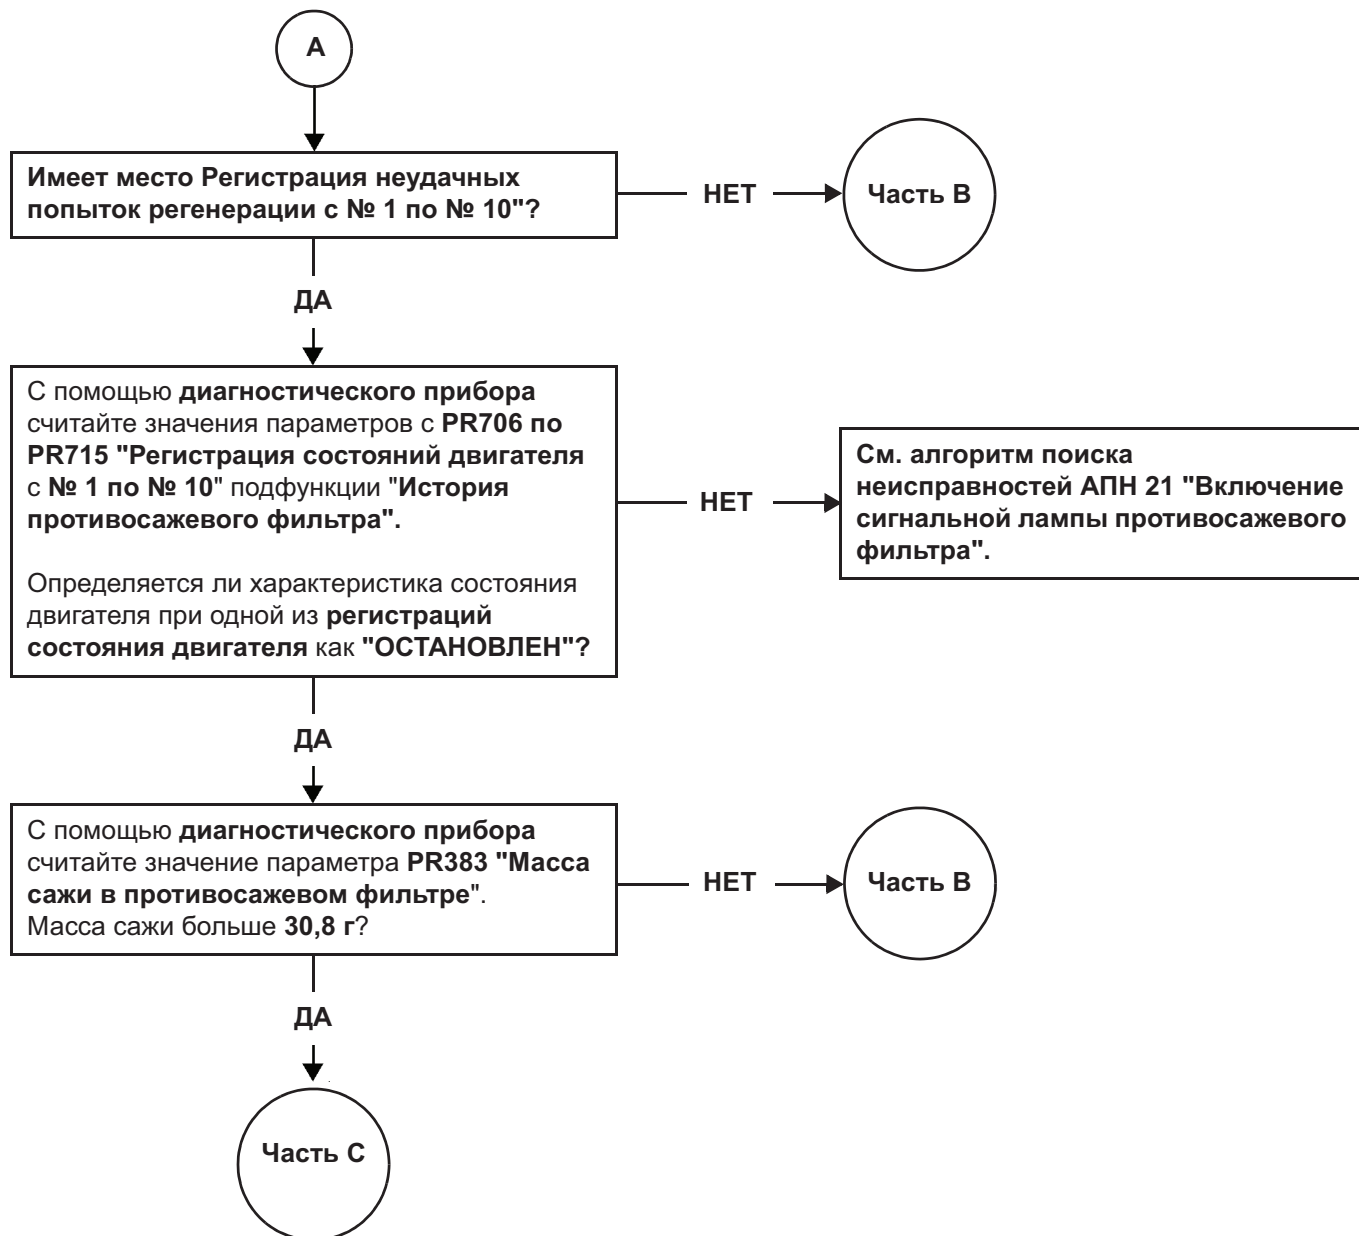 А
Имеет место Регистрация неудачных
попыток регенерации с № 1 по № 10"?
НЕТ
Часть B
ДА
С помощью диагностического прибора
считайте значения параметров с PR706 по
PR715 "Регистрация состояний двигателя
с № 1 по № 10" подфункции "История
противосажевого фильтра".
Определяется ли характеристика состояния
двигателя при одной из регистраций
состояния двигателя как "ОСТАНОВЛЕН"?
НЕТ
См. алгоритм поиска
неисправностей АПН 21 "Включение
сигнальной лампы противосажевого
фильтра".
ДА
С помощью диагностического прибора
считайте значение параметра PR383 "Масса
сажи в противосажевом фильтре".
Масса сажи больше 30,8 г?
НЕТ
Часть B
ДА
Часть C